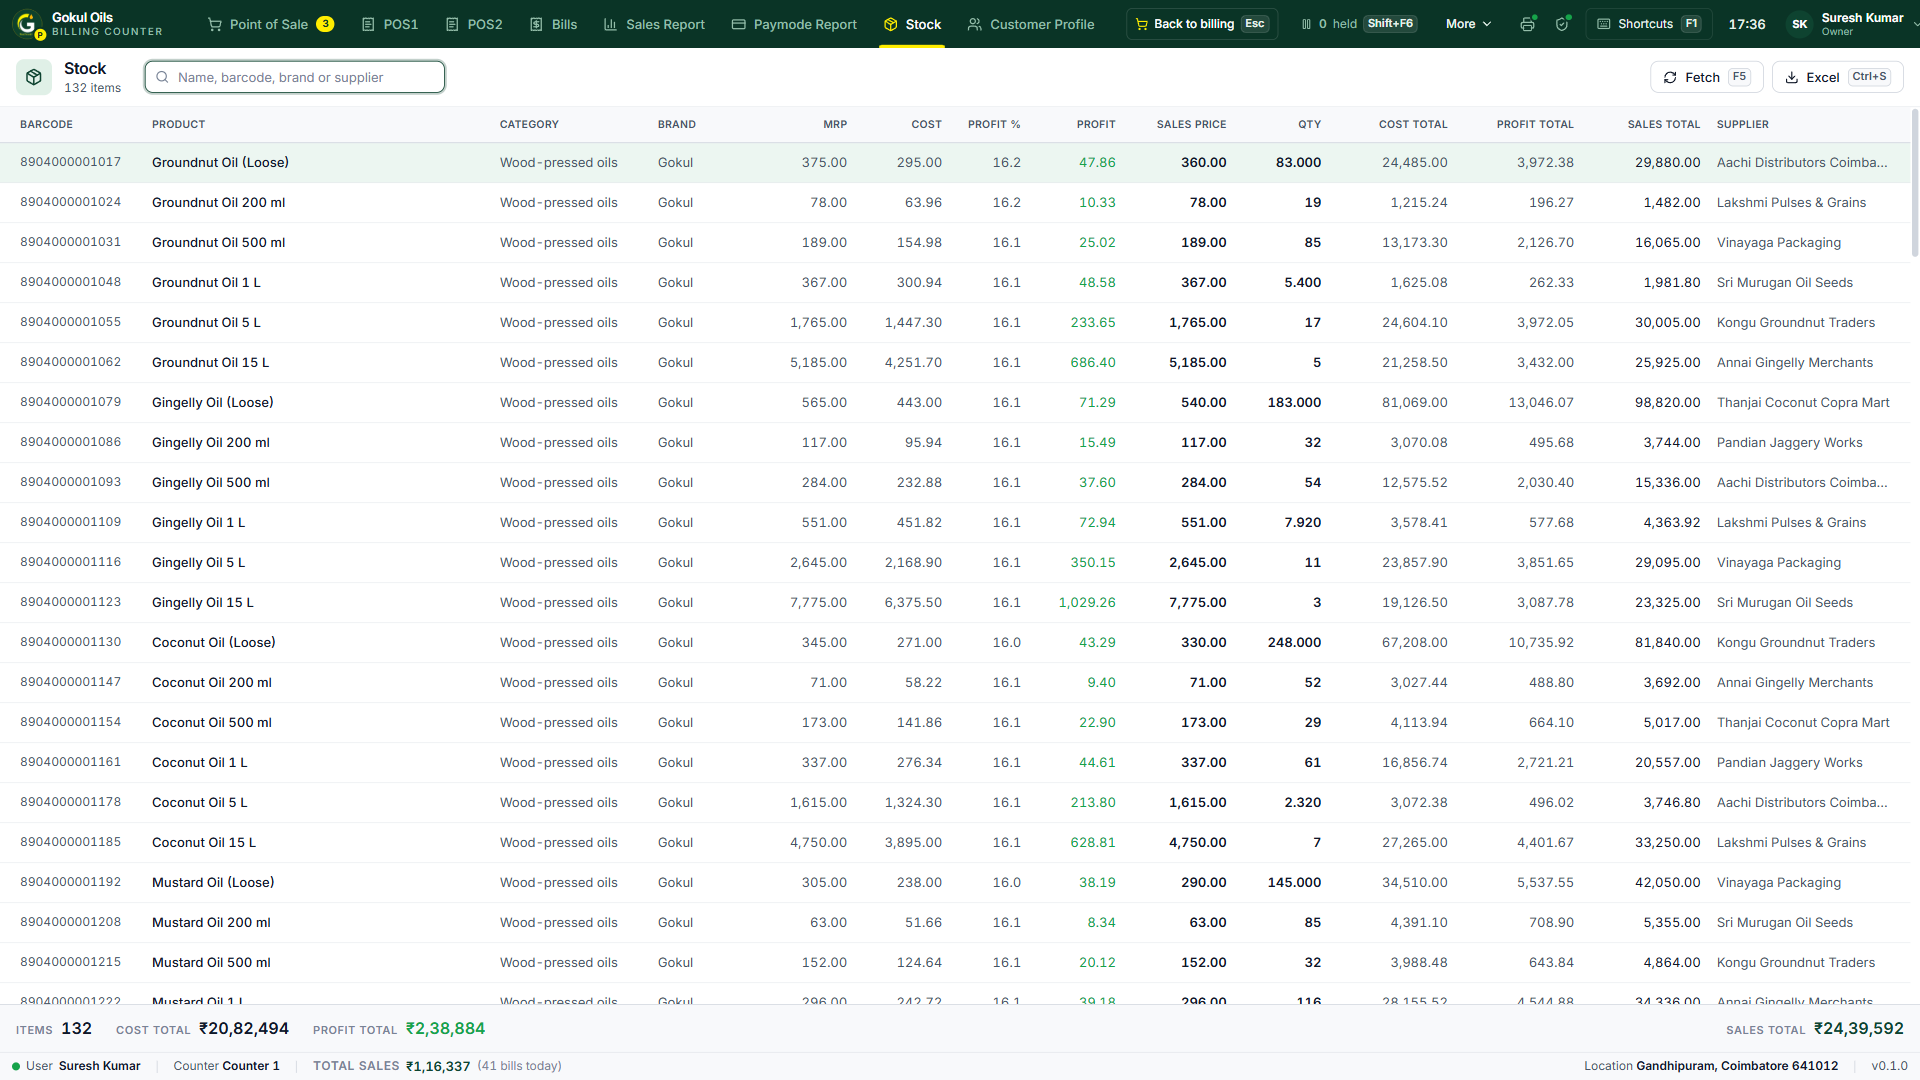 Gokul Oils
BILLING COUNTER
Point of Sale 3 POS1 POS2 Bills Sales Report Paymode Report Stock Customer Profile Back to billing Esc 0 held Shift+F6 More Shortcuts F1 17:36 SK Suresh Kumar
Owner
Stock
132 items
Name, barcode, brand or supplier
Fetch F5 Excel Ctrl+S
BARCODE PRODUCT CATEGORY BRAND MRP COST PROFIT % PROFIT SALES PRICE QTY COST TOTAL PROFIT TOTAL SALES TOTAL SUPPLIER
8904000001017 Groundnut Oil (Loose) Wood-pressed oils Gokul 375.00 295.00 16.2 47.86 360.00 83.000 24,485.00 3,972.38 29,880.00 Aachi Distributors Coimba...
8904000001024 Groundnut Oil 200 ml Wood-pressed oils Gokul 78.00 63.96 16.2 10.33 78.00 19 1,215.24 196.27 1,482.00 Lakshmi Pulses & Grains
8904000001031 Groundnut Oil 500 ml Wood-pressed oils Gokul 189.00 154.98 16.1 25.02 189.00 85 13,173.30 2,126.70 16,065.00 Vinayaga Packaging
8904000001048 Groundnut Oil 1 L Wood-pressed oils Gokul 367.00 300.94 16.1 48.58 367.00 5.400 1,625.08 262.33 1,981.80 Sri Murugan Oil Seeds
8904000001055 Groundnut Oil 5 L Wood-pressed oils Gokul 1,765.00 1,447.30 16.1 233.65 1,765.00 17 24,604.10 3,972.05 30,005.00 Kongu Groundnut Traders
8904000001062 Groundnut Oil 15 L Wood-pressed oils Gokul 5,185.00 4,251.70 16.1 686.40 5,185.00 5 21,258.50 3,432.00 25,925.00 Annai Gingelly Merchants
8904000001079 Gingelly Oil (Loose) Wood-pressed oils Gokul 565.00 443.00 16.1 71.29 540.00 183.000 81,069.00 13,046.07 98,820.00 Thanjai Coconut Copra Mart
8904000001086 Gingelly Oil 200 ml Wood-pressed oils Gokul 117.00 95.94 16.1 15.49 117.00 32 3,070.08 495.68 3,744.00 Pandian Jaggery Works
8904000001093 Gingelly Oil 500 ml Wood-pressed oils Gokul 284.00 232.88 16.1 37.60 284.00 54 12,575.52 2,030.40 15,336.00 Aachi Distributors Coimba...
8904000001109 Gingelly Oil 1 L Wood-pressed oils Gokul 551.00 451.82 16.1 72.94 551.00 7.920 3,578.41 577.68 4,363.92 Lakshmi Pulses & Grains
8904000001116 Gingelly Oil 5 L Wood-pressed oils Gokul 2,645.00 2,168.90 16.1 350.15 2,645.00 11 23,857.90 3,851.65 29,095.00 Vinayaga Packaging
8904000001123 Gingelly Oil 15 L Wood-pressed oils Gokul 7,775.00 6,375.50 16.1 1,029.26 7,775.00 3 19,126.50 3,087.78 23,325.00 Sri Murugan Oil Seeds
8904000001130 Coconut Oil (Loose) Wood-pressed oils Gokul 345.00 271.00 16.0 43.29 330.00 248.000 67,208.00 10,735.92 81,840.00 Kongu Groundnut Traders
8904000001147 Coconut Oil 200 ml Wood-pressed oils Gokul 71.00 58.22 16.1 9.40 71.00 52 3,027.44 488.80 3,692.00 Annai Gingelly Merchants
8904000001154 Coconut Oil 500 ml Wood-pressed oils Gokul 173.00 141.86 16.1 22.90 173.00 29 4,113.94 664.10 5,017.00 Thanjai Coconut Copra Mart
8904000001161 Coconut Oil 1 L Wood-pressed oils Gokul 337.00 276.34 16.1 44.61 337.00 61 16,856.74 2,721.21 20,557.00 Pandian Jaggery Works
8904000001178 Coconut Oil 5 L Wood-pressed oils Gokul 1,615.00 1,324.30 16.1 213.80 1,615.00 2.320 3,072.38 496.02 3,746.80 Aachi Distributors Coimba...
8904000001185 Coconut Oil 15 L Wood-pressed oils Gokul 4,750.00 3,895.00 16.1 628.81 4,750.00 7 27,265.00 4,401.67 33,250.00 Lakshmi Pulses & Grains
8904000001192 Mustard Oil (Loose) Wood-pressed oils Gokul 305.00 238.00 16.0 38.19 290.00 145.000 34,510.00 5,537.55 42,050.00 Vinayaga Packaging
8904000001208 Mustard Oil 200 ml Wood-pressed oils Gokul 63.00 51.66 16.1 8.34 63.00 85 4,391.10 708.90 5,355.00 Sri Murugan Oil Seeds
8904000001215 Mustard Oil 500 ml Wood-pressed oils Gokul 152.00 124.64 16.1 20.12 152.00 32 3,988.48 643.84 4,864.00 Kongu Groundnut Traders
8904000001222 Mustard Oil 1 L Wood-pressed oils Gokul 296.00 242.72 16.1 39.18 296.00 116 28,155.52 4,544.88 34,336.00 Annai Gingelly Merchants
ITEMS 132 COST TOTAL ₹20,82,494 PROFIT TOTAL ₹2,38,884 SALES TOTAL ₹24,39,592
User Suresh Kumar Counter Counter 1 TOTAL SALES ₹1,16,337 (41 bills today) Location Gandhipuram, Coimbatore 641012 v0.1.0